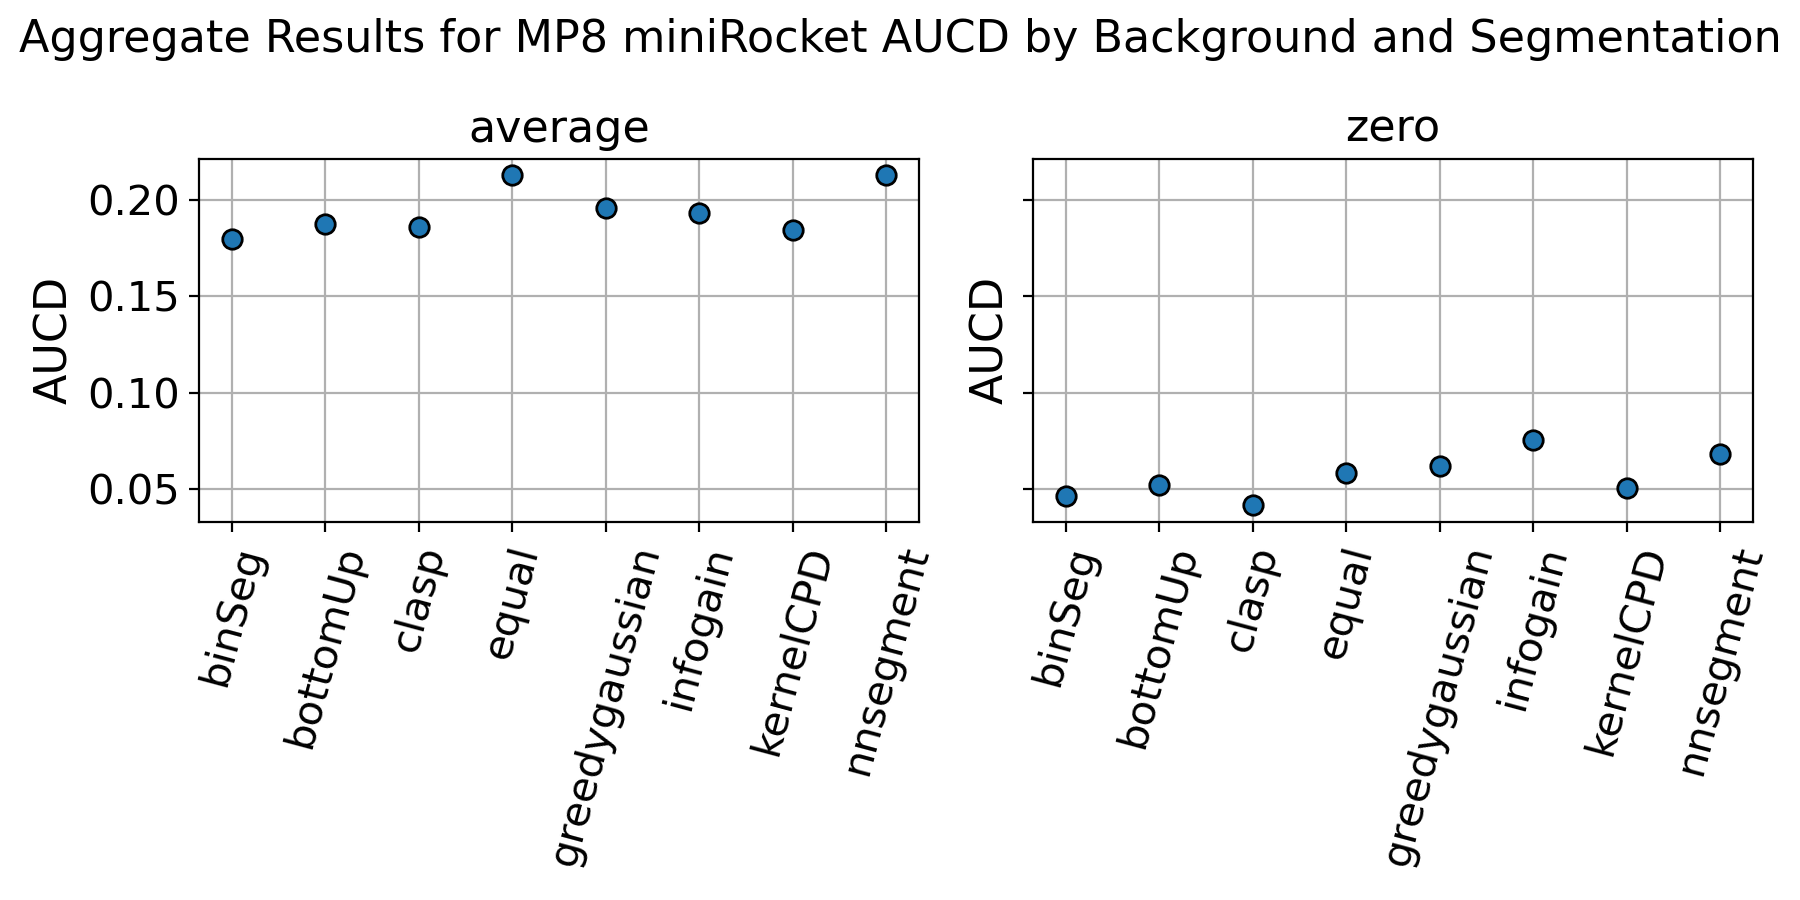 Aggregate Results for MP8 miniRocket AUCD by Background and Segmentation
average
AUCD
0.20
0.15
0.10
0.05
binSeg
bottomUp
clasp
equal
greedygaussian
infogain
kernelCPD
nnsegment
zero
AUCD
binSeg
bottomUp
clasp
equal
greedygaussian
infogain
kernelCPD
nnsegment